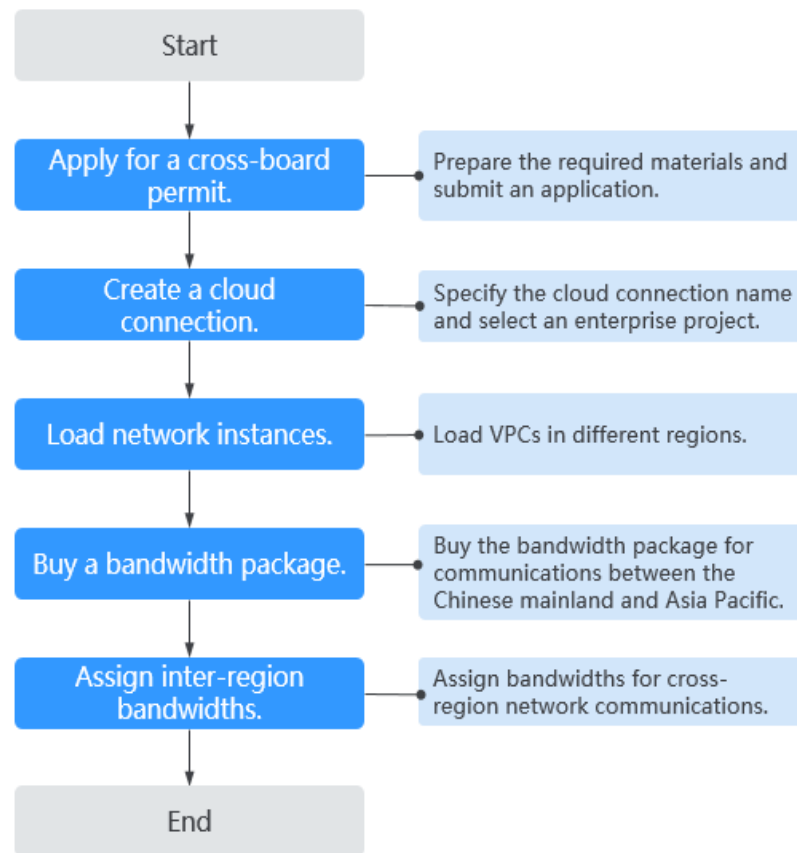 Start
Apply for a cross-board
permit.
Prepare the required materials and
submit an application.
Create a cloud
connection.
Specify the cloud connection name
and select an enterprise project.
Load network instances.
Load VPCs in different regions.
Buy a bandwidth package.
Buy the bandwidth package for
communications between the
Chinese mainland and Asia Pacific.
Assign inter-region
bandwidths.
Assign bandwidths for cross-
region network communications.
End